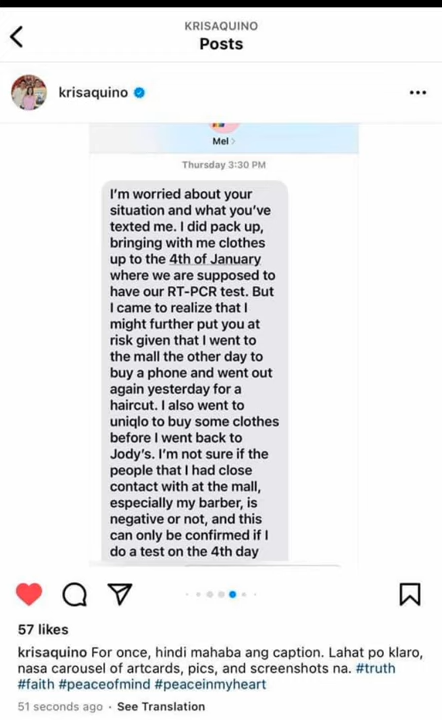 KRISAQUINO
Posts
krisaquino
Mel >
Thursday 3:30 PM
I'm worried about your
situation and what you've
texted me. I did pack up,
bringing with me clothes
up to the 4th of January
where we are supposed to
have our RT-PCR test. But
I came to realize that I
might further put you at
risk given that I went to
the mall the other day to
buy a phone and went out
again yesterday for a
haircut. I also went to
uniqlo to buy some clothes
before I went back to
Jody's. I'm not sure if the
people that I had close
contact with at the mall,
especially my barber, is
negative or not, and this
can only be confirmed if I
do a test on the 4th day
57 likes
krisaquino For once, hindi mahaba ang caption. Lahat po klaro,
nasa carousel of artcards, pics, and screenshots na. #truth
#faith #peaceofmind #peaceinmyheart
51 seconds ago · See Translation